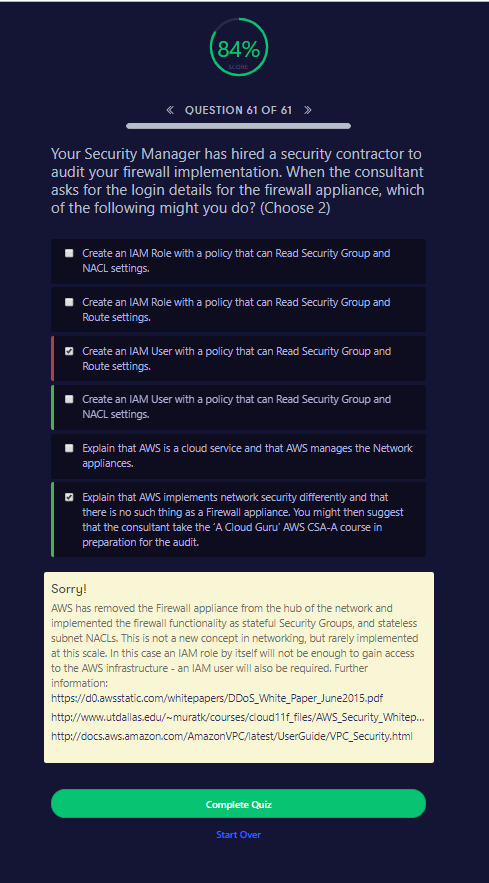 84%
SCORE
« QUESTION 61 OF 61 »
Your Security Manager has hired a security contractor to
audit your firewall implementation. When the consultant
asks for the login details for the firewall appliance, which
of the following might you do? (Choose 2)
Create an IAM Role with a policy that can Read Security Group and
NACL settings.
Create an IAM Role with a policy that can Read Security Group and
Route settings.
Create an IAM User with a policy that can Read Security Group and
Route settings.
Create an IAM User with a policy that can Read Security Group and
NACL settings.
Explain that AWS is a cloud service and that AWS manages the Network
appliances.
Explain that AWS implements network security differently and that
there is no such thing as a Firewall appliance. You might then suggest
that the consultant take the ‘A Cloud Guru’ AWS CSA-A course in
preparation for the audit.
Sorry!
AWS has removed the Firewall appliance from the hub of the network and
implemented the firewall functionality as stateful Security Groups, and stateless
subnet NACLs. This is not a new concept in networking, but rarely implemented
at this scale. In this case an IAM role by itself will not be enough to gain access
to the AWS infrastructure - an IAM user will also be required. Further
information:
https://d0.awsstatic.com/whitepapers/DDoS_White_Paper_June2015.pdf
http://www.utdallas.edu/~muratk/courses/cloud11f_files/AWS_Security_Whitep...
http://docs.aws.amazon.com/AmazonVPC/latest/UserGuide/VPC_Security.html
Complete Quiz
Start Over